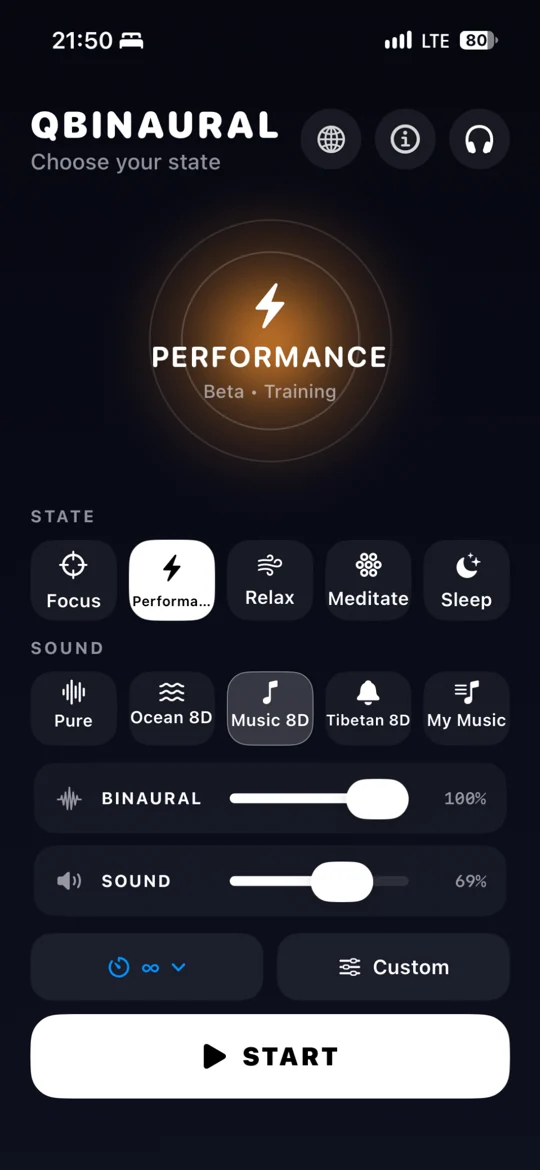 21:50
LTE 80
QBINAURAL
Choose your state
PERFORMANCE
Beta • Training
STATE
Focus
Performa...
Relax
Meditate
Sleep
SOUND
Pure
Ocean 8D
Music 8D
Tibetan 8D
My Music
BINAURAL 100%
SOUND 69%
∞
Custom
START